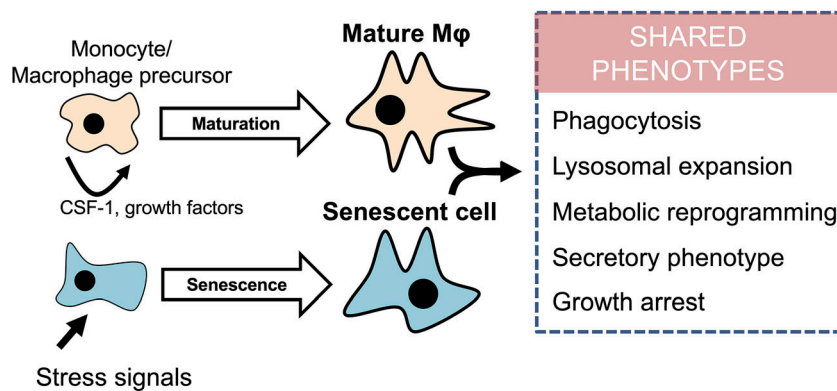 Monocyte/
Macrophage precursor
Maturation
CSF-1, growth factors
Mature Mφ
Senescence
Stress signals
Senescent cell
SHARED
PHENOTYPES
Phagocytosis
Lysosomal expansion
Metabolic reprogramming
Secretory phenotype
Growth arrest